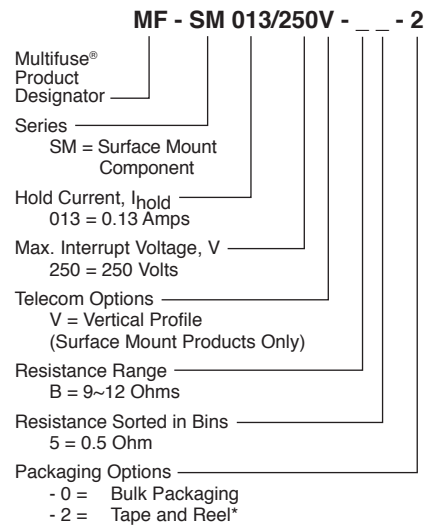 MF - SM 013/250V - _ _ - 2
Multifuse®
Product
Designator
Series
SM = Surface Mount
Component
Hold Current, Ihold
013 = 0.13 Amps
Max. Interrupt Voltage, V
250 = 250 Volts
Telecom Options
V = Vertical Profile
(Surface Mount Products Only)
Resistance Range
B = 9~12 Ohms
Resistance Sorted in Bins
5 = 0.5 Ohm
Packaging Options
- 0 = Bulk Packaging
- 2 = Tape and Reel*